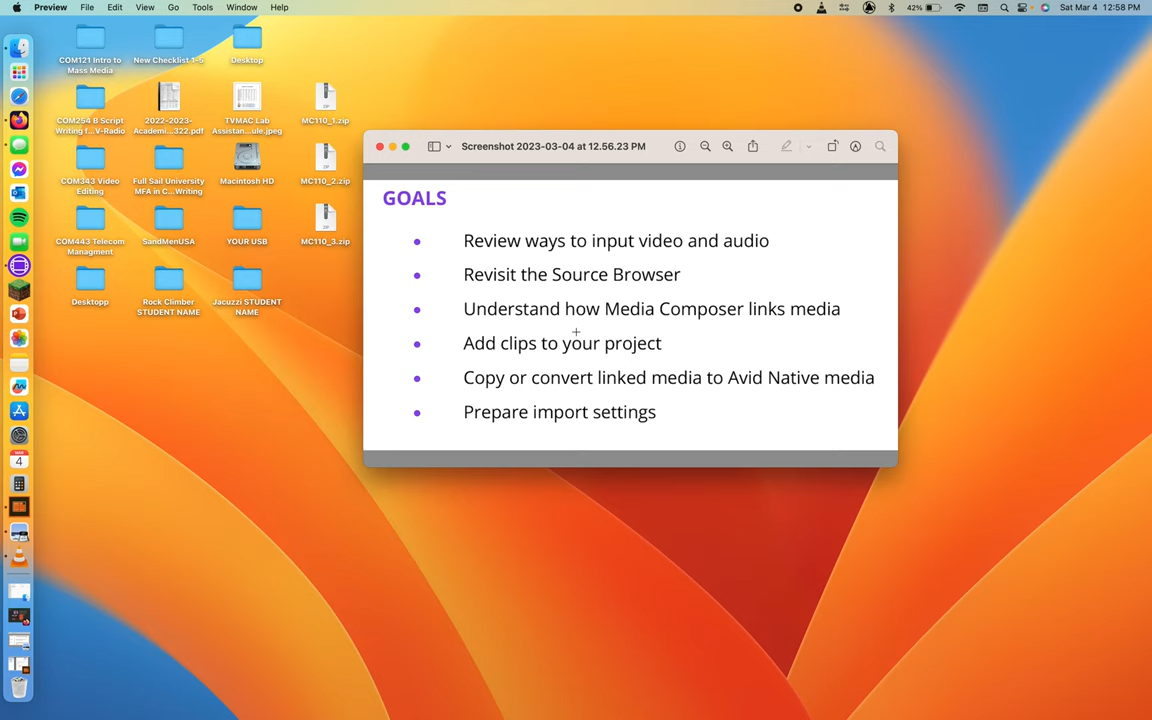 Preview File Edit View Go Tools Window Help
42%
Sat Mar 4 12:58 PM
COM121 Intro to
Mass Media
New Checklist 1-5
Desktop
COM254 B Script
Writing f...V-Radio
2022-2023-
Academi...322.pdf
TVMAC Lab
Assistan...ule.jpeg
MC110_1.zip
COM343 Video
Editing
Full Sail University
MFA in C...Writing
Macintosh HD
MC110_2.zip
COM443 Telecom
Managment
SandMenUSA
YOUR USB
MC110_3.zip
Desktopp
Rock Climber
STUDENT NAME
Jacuzzi STUDENT
NAME
ZIP
ZIP
ZIP
Screenshot 2023-03-04 at 12.56.23 PM
GOALS
• Review ways to input video and audio
• Revisit the Source Browser
• Understand how Media Composer links media
• Add clips to your project
• Copy or convert linked media to Avid Native media
• Prepare import settings
MAR
4